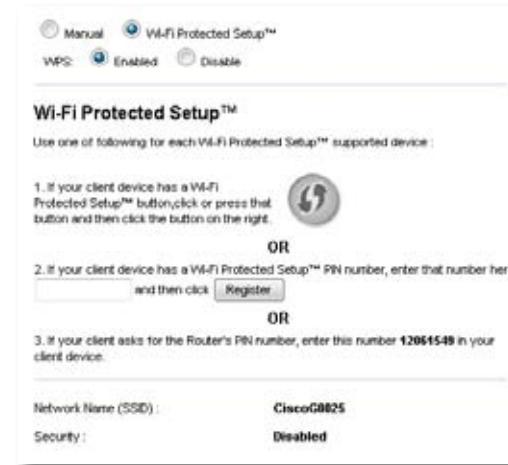 Manual Wi-Fi Protected Setup™
WPS: Enabled Disable
Wi-Fi Protected Setup™
Use one of following for each Wi-Fi Protected Setup™ supported device :
1. If your client device has a Wi-Fi
Protected Setup™ button,click or press that
button and then click the button on the right.
OR
2. If your client device has a Wi-Fi Protected Setup™ PIN number, enter that number her
and then click Register
OR
3. If your client asks for the Router's PIN number, enter this number 12061549 in your
client device.
Network Name (SSID) : CiscoG0025
Security : Disabled